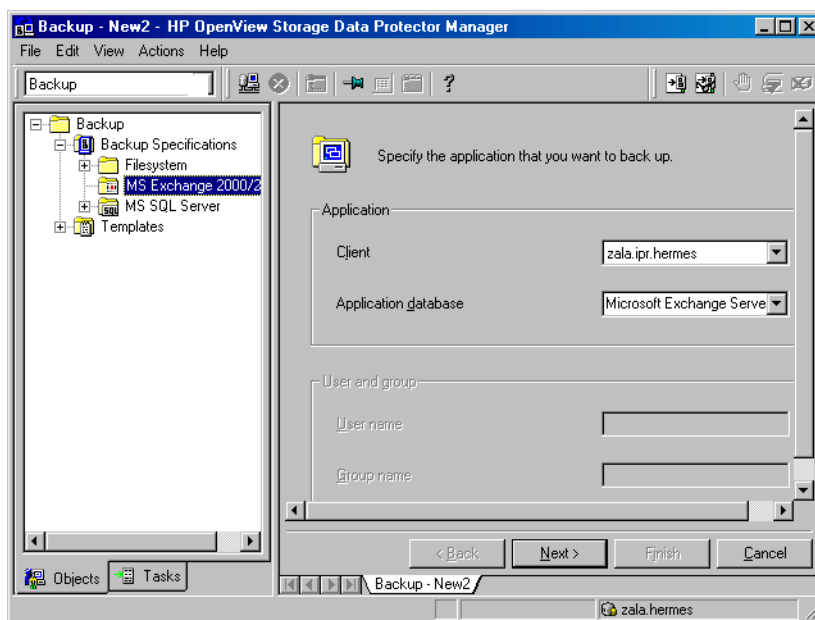 Backup - New2 - HP OpenView Storage Data Protector Manager
File Edit View Actions Help
Backup
?
Backup
Backup Specifications
Filesystem
MS Exchange 2000/2
SQL
MS SQL Server
Templates
Objects
Tasks
Specify the application that you want to back up.
Application
Client
zala.ipr.hermes
Application database
Microsoft Exchange Serve
User and group
User name
Group name
< Back
Next >
Finish
Cancel
Backup - New2
zala.hermes